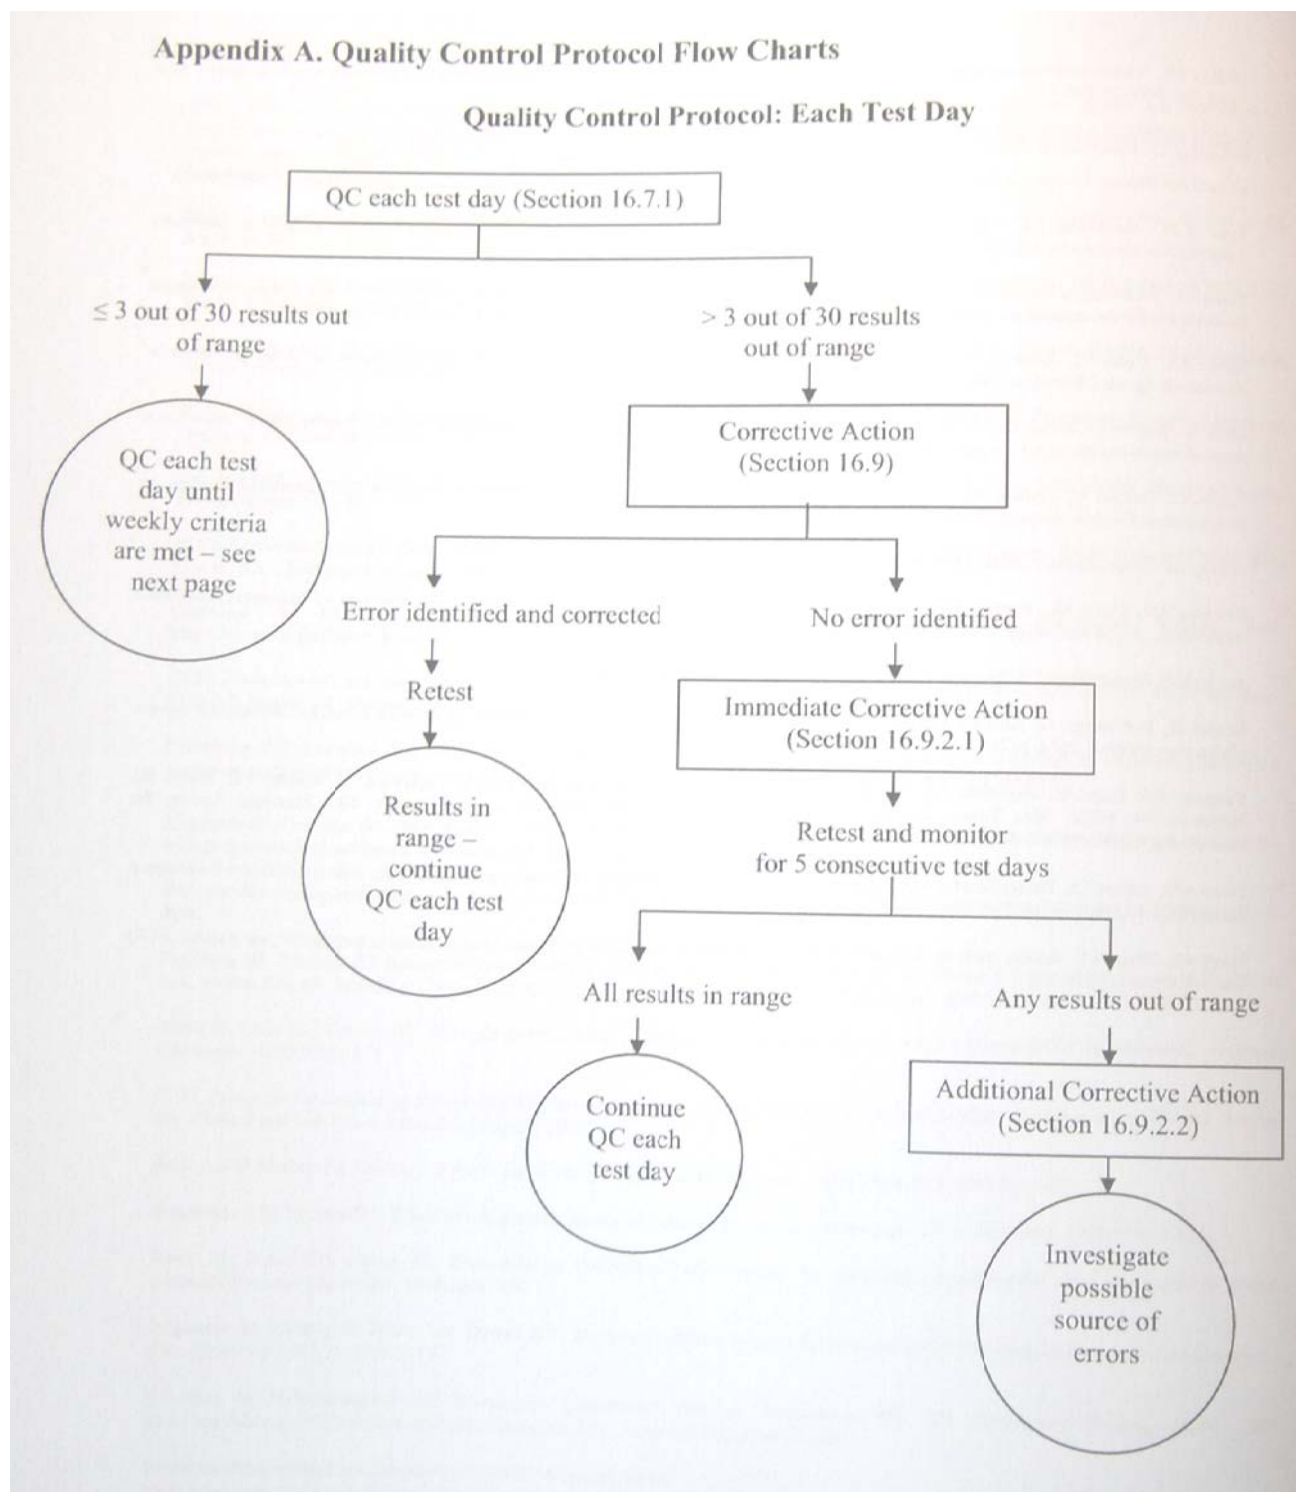 Appendix A. Quality Control Protocol Flow Charts
Quality Control Protocol: Each Test Day
QC each test day (Section 16.7.1)
≤ 3 out of 30 results out
of range
> 3 out of 30 results
out of range
QC each test
day until
weekly criteria
are met – see
next page
Corrective Action
(Section 16.9)
Error identified and corrected
No error identified
Retest
Immediate Corrective Action
(Section 16.9.2.1)
Results in
range –
continue
QC each test
day
Retest and monitor
for 5 consecutive test days
All results in range
Any results out of range
Continue
QC each
test day
Additional Corrective Action
(Section 16.9.2.2)
Investigate
possible
source of
errors